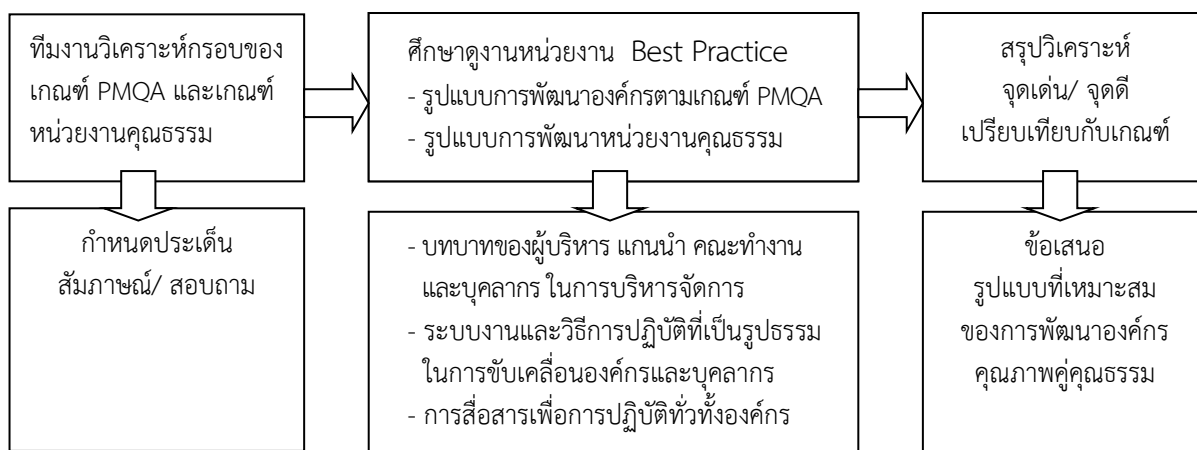 ทีมงานวิเคราะห์กรอบของ
เกณฑ์ PMQA และเกณฑ์
หน่วยงานคุณธรรม
ศึกษาดูงานหน่วยงาน Best Practice
- รูปแบบการพัฒนาองค์กรตามเกณฑ์ PMQA
- รูปแบบการพัฒนาหน่วยงานคุณธรรม
สรุปวิเคราะห์
จุดเด่น/ จุดดี
เปรียบเทียบกับเกณฑ์
กำหนดประเด็น
สัมภาษณ์/ สอบถาม
- บทบาทของผู้บริหาร แกนนำ คณะทำงาน
และบุคลากร ในการบริหารจัดการ
- ระบบงานและวิธีการปฏิบัติที่เป็นรูปธรรม
ในการขับเคลื่อนองค์กรและบุคลากร
- การสื่อสารเพื่อการปฏิบัติทั่วทั้งองค์กร
ข้อเสนอ
รูปแบบที่เหมาะสม
ของการพัฒนาองค์กร
คุณภาพคู่คุณธรรม